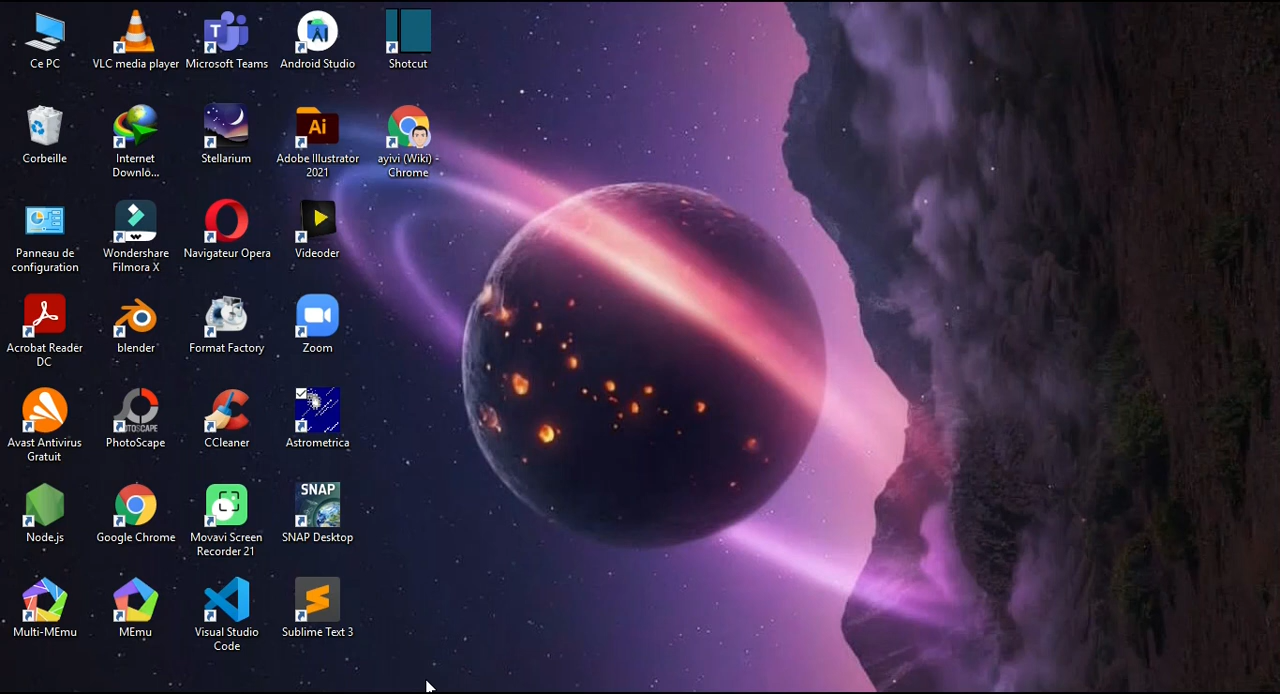 Ce PC
VLC media player
Microsoft Teams
Android Studio
Shotcut
Corbeille
Internet
Downlo...
Stellarium
Ai
Adobe Illustrator
2021
ayivi (Wiki) -
Chrome
Panneau de
configuration
Wondershare
Filmora X
Navigateur Opera
Videoder
Acrobat Reader
DC
blender
Format Factory
Zoom
Avast Antivirus
Gratuit
PhotoScape
CCleaner
Astrometrica
Node.js
Google Chrome
Movavi Screen
Recorder 21
SNAP
SNAP Desktop
Multi-MEmu
MEmu
Visual Studio
Code
Sublime Text 3